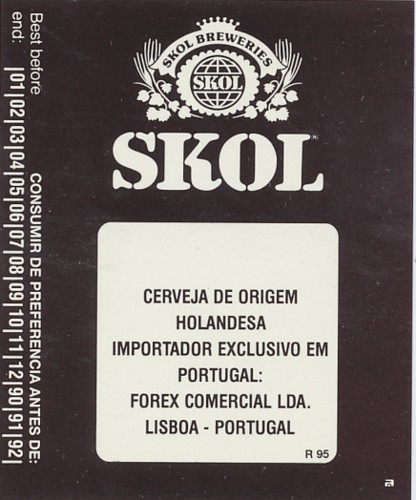 SKOL BREWERIES
SKOL
SKOL
CERVEJA DE ORIGEM
HOLANDESA
IMPORTADOR EXCLUSIVO EM
PORTUGAL:
FOREX COMERCIAL LDA.
LISBOA - PORTUGAL
R 95
Best before
end:
CONSUMIR DE PREFERENCIA ANTES DE:
|01|02|03|04|05|06|07|08|09|10|11|12|90|91|92|